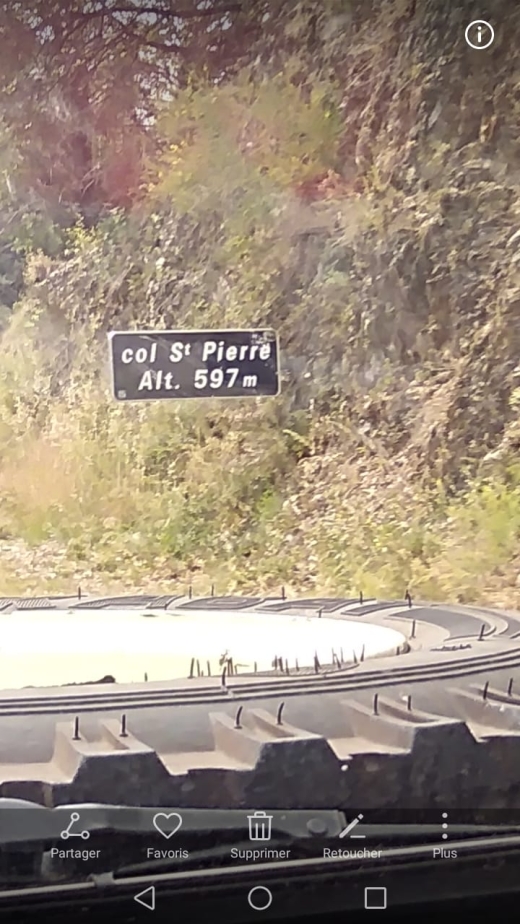 col St Pierre
Alt. 597m
Partager
Favoris
Supprimer
Retoucher
Plus